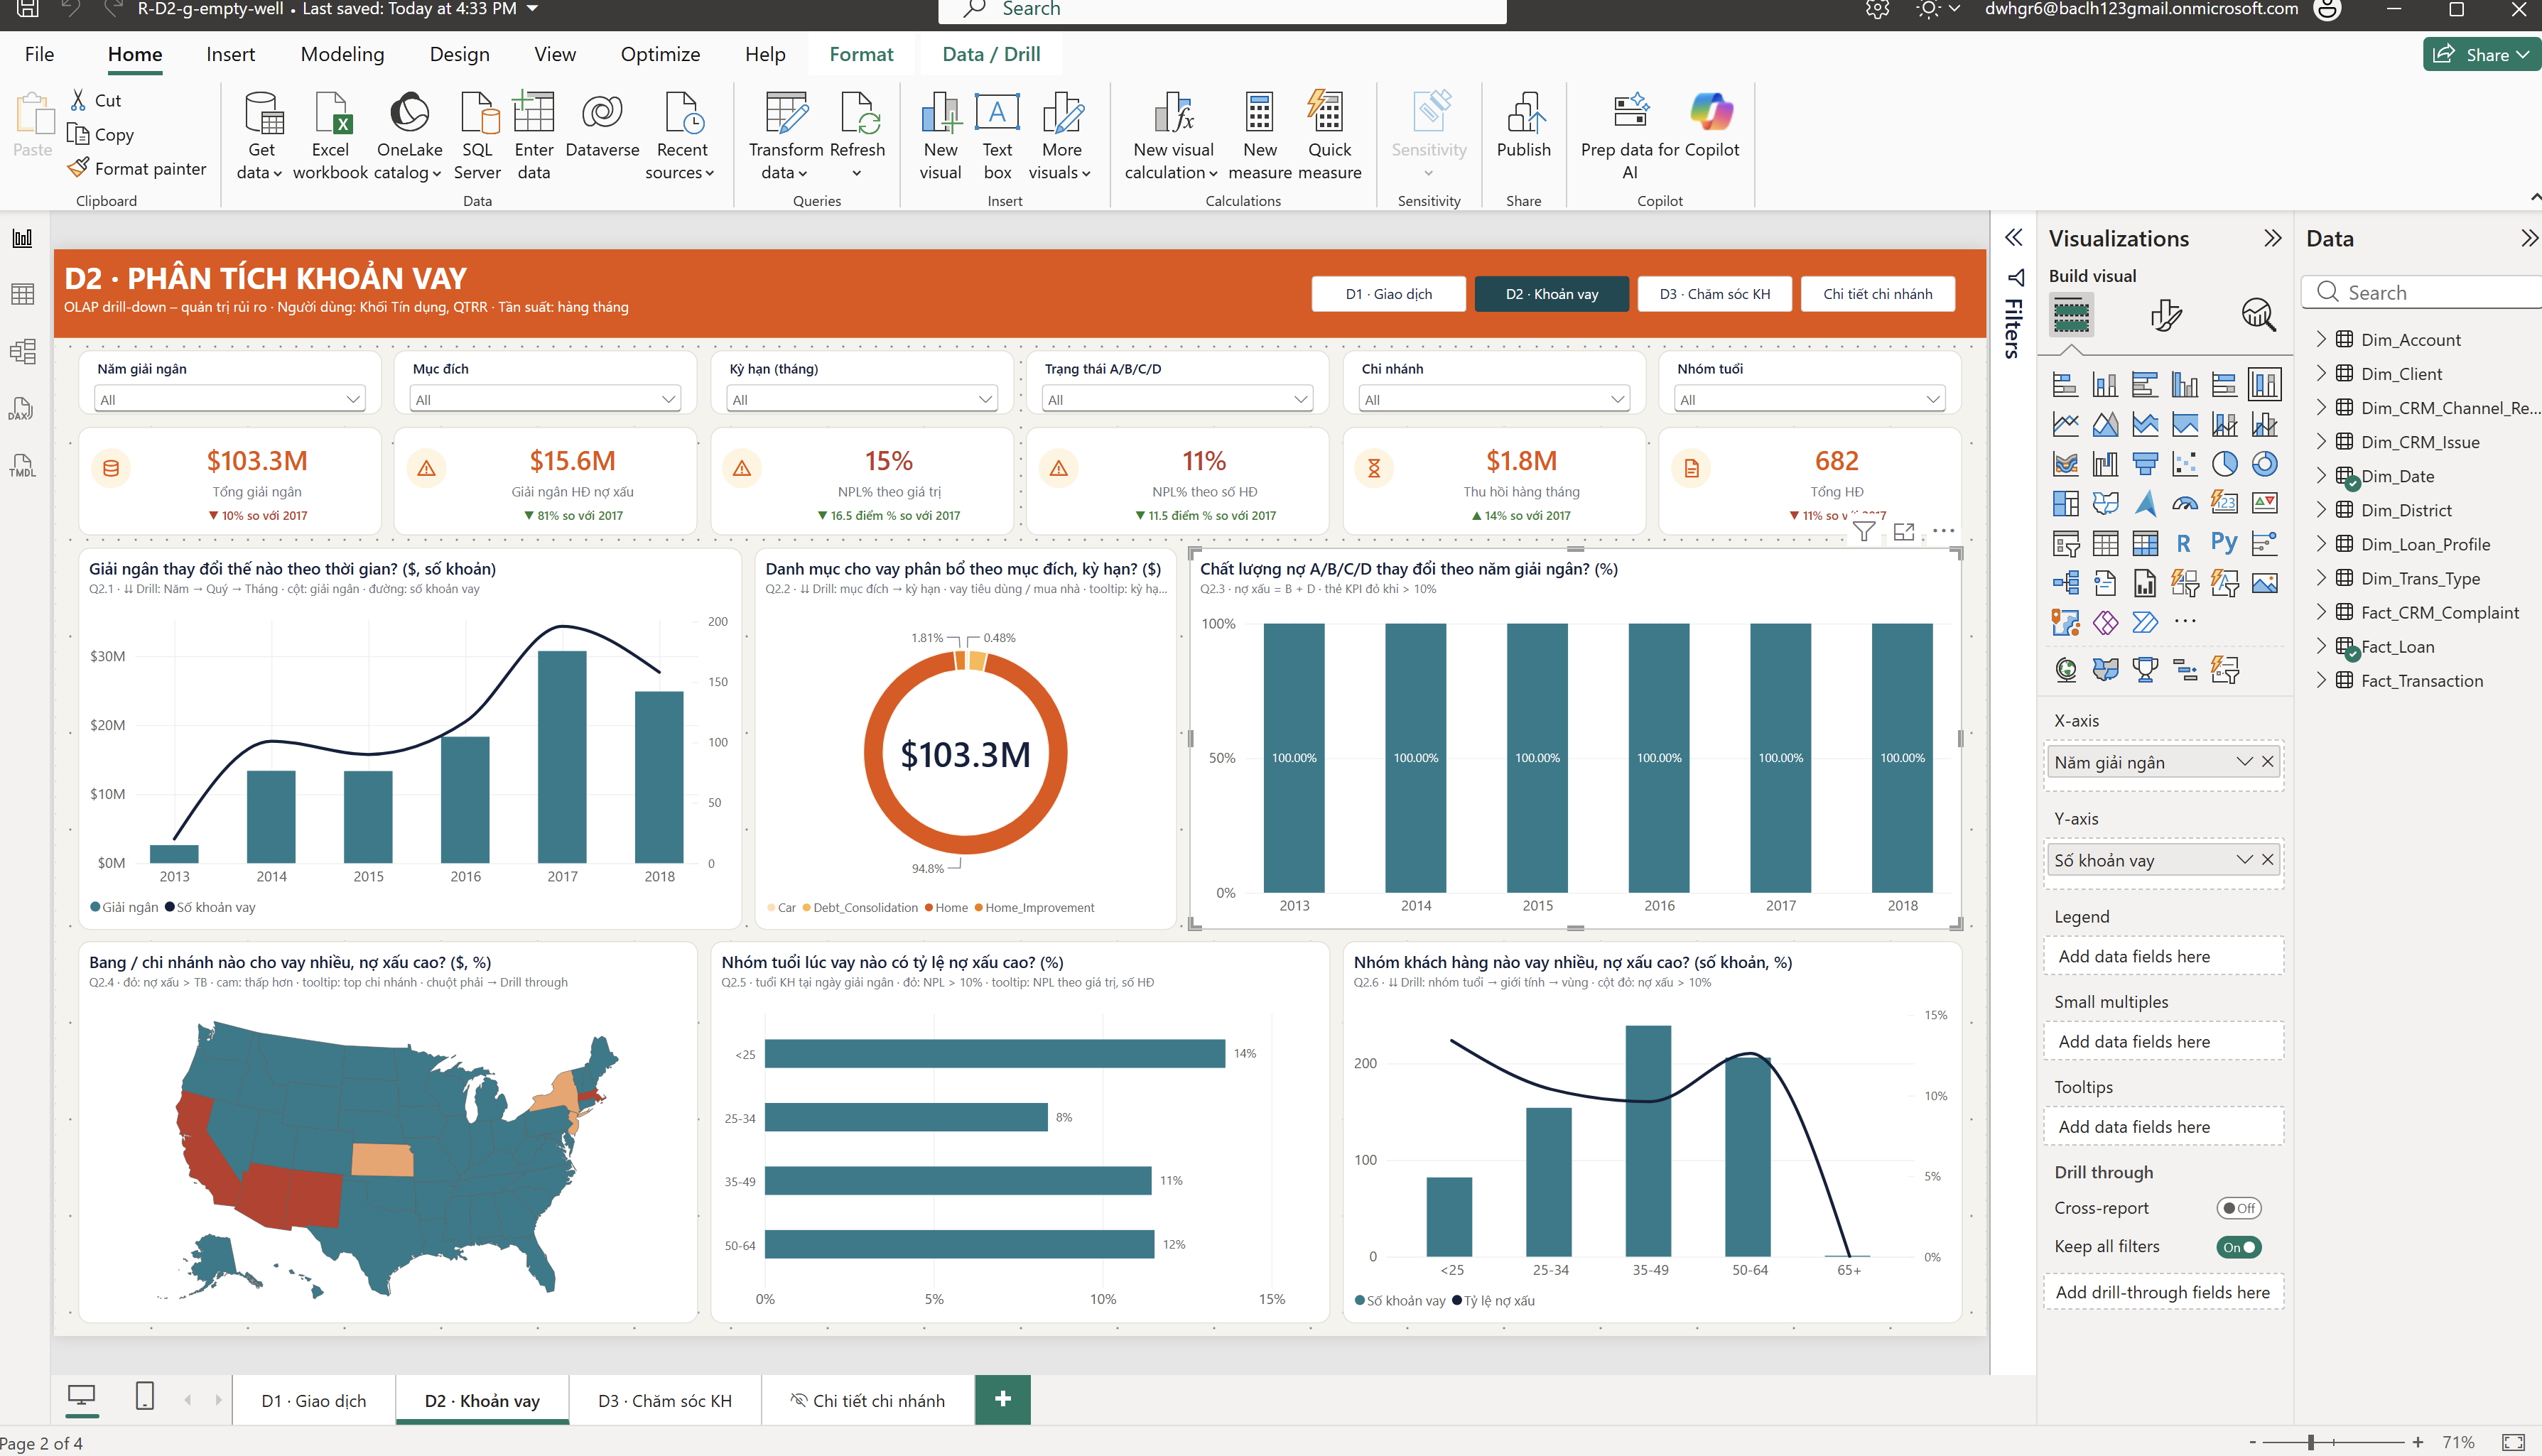 R-D2-g-empty-well • Last saved: Today at 4:33 PM
Search
dwhgr6@baclh123gmail.onmicrosoft.com
File Home Insert Modeling Design View Optimize Help Format Data / Drill
Share
Paste
Cut
Copy
Format painter
Clipboard
Get data
Excel workbook
OneLake catalog
SQL Server
Enter data
Dataverse
Recent sources
Data
Transform data
Refresh
Queries
New visual
Text box
More visuals
Insert
New visual calculation
New measure
Quick measure
Calculations
Sensitivity
Sensitivity
Publish
Share
Prep data for AI
Copilot
Copilot
DAX
TMDL
D2 · PHÂN TÍCH KHOẢN VAY
OLAP drill-down – quản trị rủi ro · Người dùng: Khối Tín dụng, QTRR · Tần suất: hàng tháng
D1 · Giao dịch
D2 · Khoản vay
D3 · Chăm sóc KH
Chi tiết chi nhánh
Năm giải ngân
All
Mục đích
All
Kỳ hạn (tháng)
All
Trạng thái A/B/C/D
All
Chi nhánh
All
Nhóm tuổi
All
$103.3M
Tổng giải ngân
▼ 10% so với 2017
$15.6M
Giải ngân HĐ nợ xấu
▼ 81% so với 2017
15%
NPL% theo giá trị
▼ 16.5 điểm % so với 2017
11%
NPL% theo số HĐ
▼ 11.5 điểm % so với 2017
$1.8M
Thu hồi hàng tháng
▲ 14% so với 2017
682
Tổng HĐ
▼ 11% so
Giải ngân thay đổi thế nào theo thời gian? ($, số khoản)
Q2.1 · ⇊ Drill: Năm → Quý → Tháng · cột: giải ngân · đường: số khoản vay
$30M
$20M
$10M
$0M
200
150
100
50
0
2013 2014 2015 2016 2017 2018
Giải ngân Số khoản vay
Danh mục cho vay phân bổ theo mục đích, kỳ hạn? ($)
Q2.2 · ⇊ Drill: mục đích → kỳ hạn · vay tiêu dùng / mua nhà · tooltip: kỳ hạ...
1.81% 0.48%
$103.3M
94.8%
Car Debt_Consolidation Home Home_Improvement
Chất lượng nợ A/B/C/D thay đổi theo năm giải ngân? (%)
Q2.3 · nợ xấu = B + D · thẻ KPI đỏ khi > 10%
100%
50%
0%
100.00% 100.00% 100.00% 100.00% 100.00% 100.00%
2013 2014 2015 2016 2017 2018
Bang / chi nhánh nào cho vay nhiều, nợ xấu cao? ($, %)
Q2.4 · đỏ: nợ xấu > TB · cam: thấp hơn · tooltip: top chi nhánh · chuột phải → Drill through
Nhóm tuổi lúc vay nào có tỷ lệ nợ xấu cao? (%)
Q2.5 · tuổi KH tại ngày giải ngân · đỏ: NPL > 10% · tooltip: NPL theo giá trị, số HĐ
<25 14%
25-34 8%
35-49 11%
50-64 12%
0% 5% 10% 15%
Nhóm khách hàng nào vay nhiều, nợ xấu cao? (số khoản, %)
Q2.6 · ⇊ Drill: nhóm tuổi → giới tính → vùng · cột đỏ: nợ xấu > 10%
200
100
0
15%
10%
5%
0%
<25 25-34 35-49 50-64 65+
Số khoản vay Tỷ lệ nợ xấu
Filters
Visualizations
Build visual
123
R
Py
X-axis
Năm giải ngân
Y-axis
Số khoản vay
Legend
Add data fields here
Small multiples
Add data fields here
Tooltips
Add data fields here
Drill through
Cross-report
Off
Keep all filters
On
Add drill-through fields here
Data
Search
Dim_Account
Dim_Client
Dim_CRM_Channel_Re...
Dim_CRM_Issue
Dim_Date
Dim_District
Dim_Loan_Profile
Dim_Trans_Type
Fact_CRM_Complaint
Fact_Loan
Fact_Transaction
D1 · Giao dịch
D2 · Khoản vay
D3 · Chăm sóc KH
Chi tiết chi nhánh
Page 2 of 4
71%